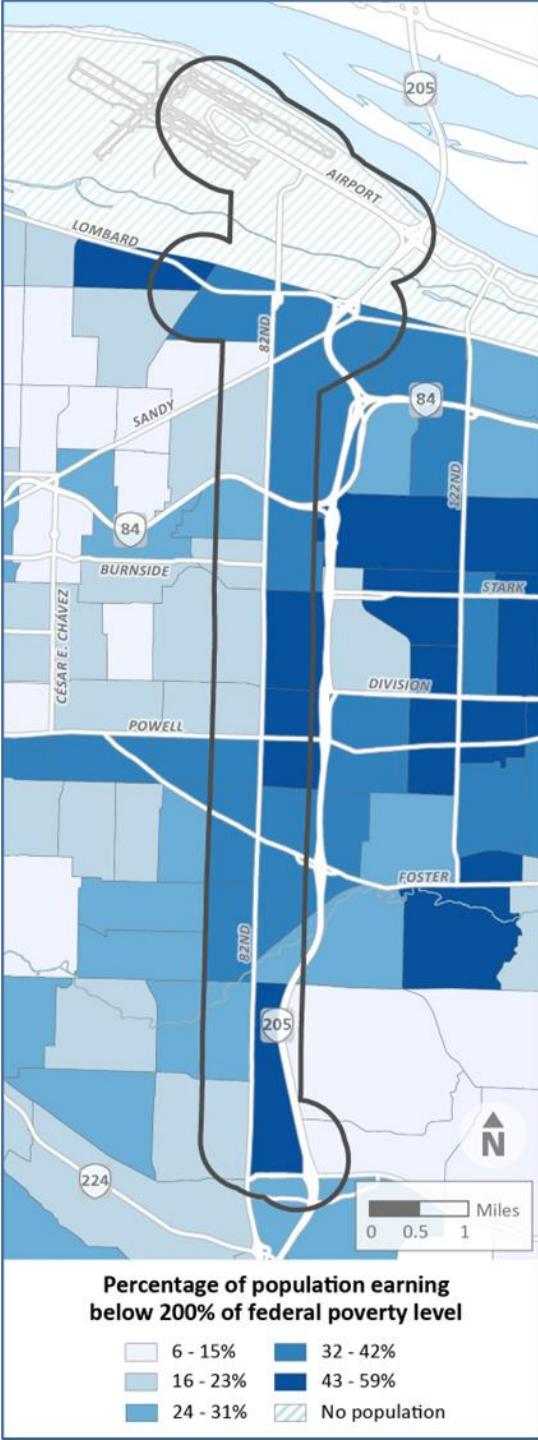 205
AIRPORT
LOMBARD
82ND
SANDY
84
122ND
84
BURNSIDE
STARK
CÉSAR E. CHÁVEZ
DIVISION
POWELL
FOSTER
82ND
205
N
224
Miles
0 0.5 1
Percentage of population earning
below 200% of federal poverty level
6 - 15%
32 - 42%
16 - 23%
43 - 59%
24 - 31%
No population